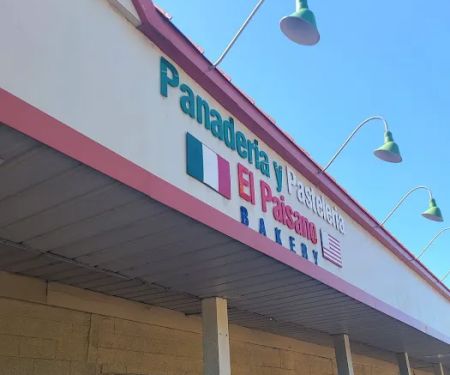 Panaderia y Pasteleria
El Paisano
BAKERY